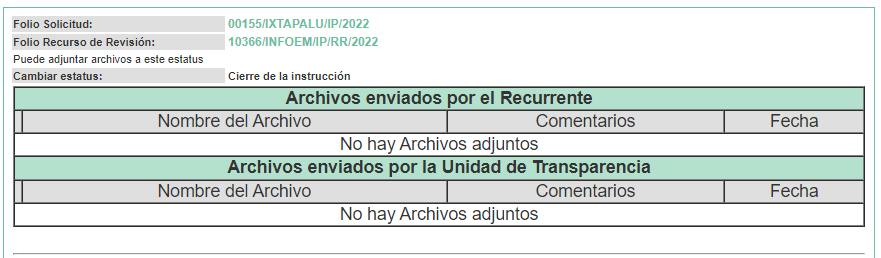 Folio Solicitud: 00155/IXTAPALU/IP/2022
Folio Recurso de Revisión: 10366/INFOEM/IP/RR/2022
Puede adjuntar archivos a este estatus
Cambiar estatus: Cierre de la instrucción
Archivos enviados por el Recurrente
Nombre del Archivo Comentarios Fecha
No hay Archivos adjuntos
Archivos enviados por la Unidad de Transparencia
Nombre del Archivo Comentarios Fecha
No hay Archivos adjuntos